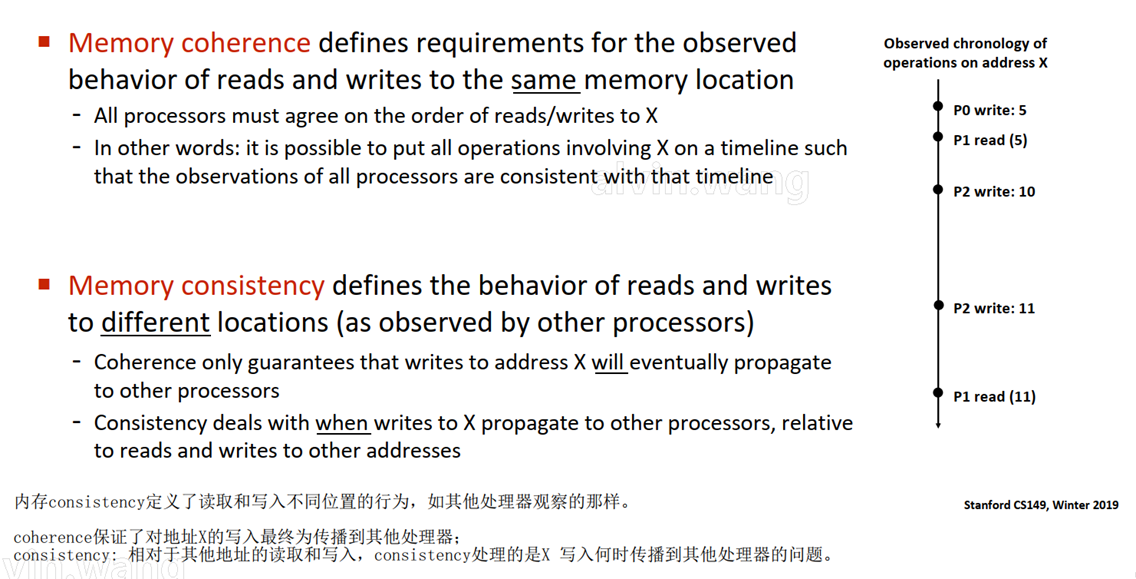 Memory coherence defines requirements for the observed
behavior of reads and writes to the same memory location
- All processors must agree on the order of reads/writes to X
- In other words: it is possible to put all operations involving X on a timeline such
that the observations of all processors are consistent with that timeline
alvin.wang
Memory consistency defines the behavior of reads and writes
to different locations (as observed by other processors)
- Coherence only guarantees that writes to address X will eventually propagate
to other processors
- Consistency deals with when writes to X propagate to other processors, relative
to reads and writes to other addresses
Observed chronology of
operations on address X
P0 write: 5
P1 read (5)
P2 write: 10
P2 write: 11
P1 read (11)
Stanford CS149, Winter 2019
内存consistency定义了读取和写入不同位置的行为，如其他处理器观察的那样。
coherence保证了对地址X的写入最终为传播到其他处理器；
consistency: 相对于其他地址的读取和写入，consistency处理的是X 写入何时传播到其他处理器的问题。
vin.wang